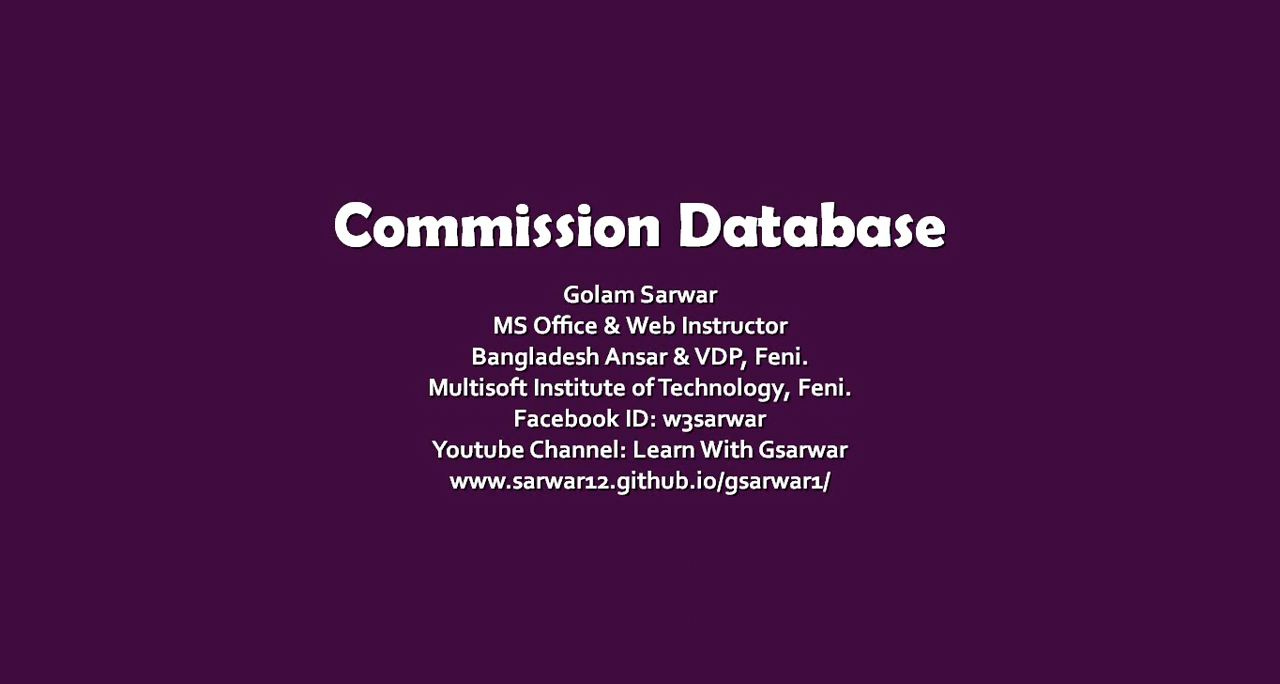 Commission Database
Golam Sarwar
MS Office & Web Instructor
Bangladesh Ansar & VDP, Feni.
Multisoft Institute of Technology, Feni.
Facebook ID: w3sarwar
Youtube Channel: Learn With Gsarwar
www.sarwar12.github.io/gsarwar1/